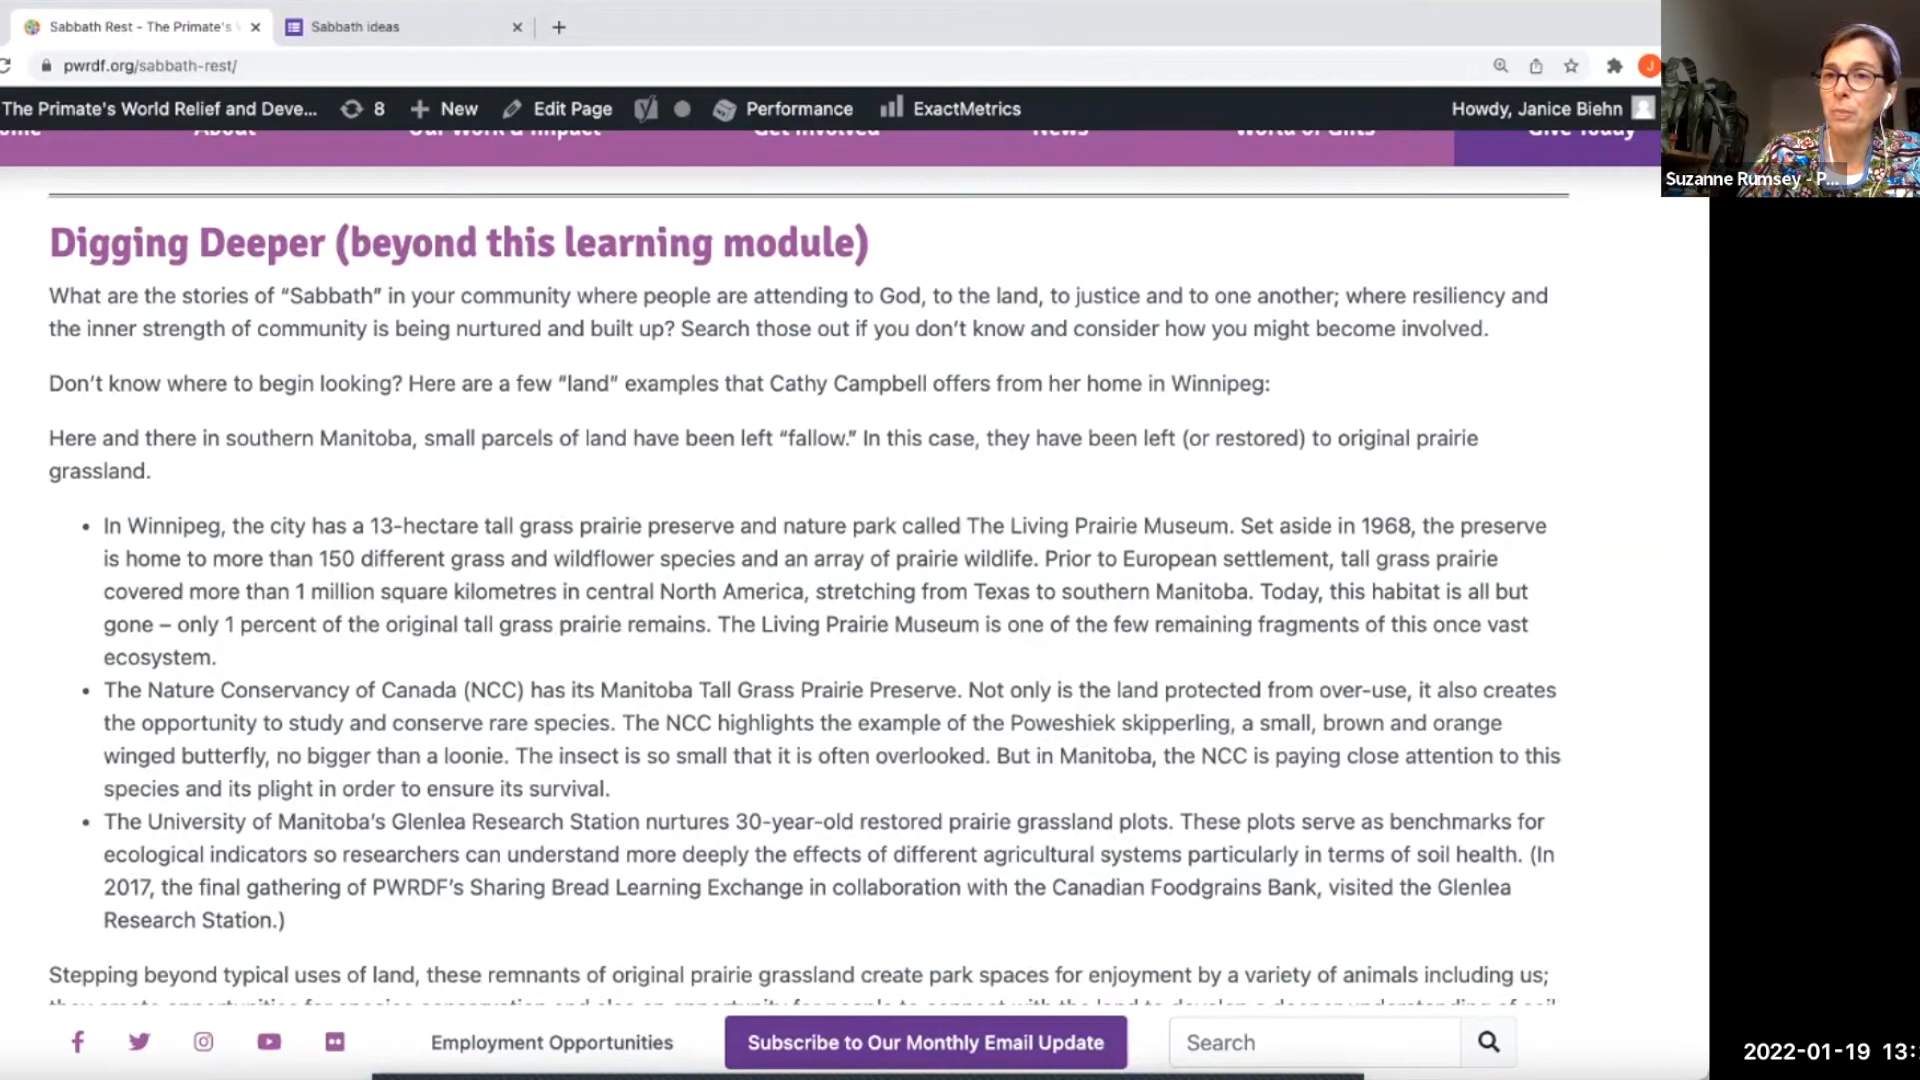 Sabbath Rest - The Primate's
Sabbath ideas
pwrdf.org/sabbath-rest/
J
The Primate's World Relief and Deve... 8 New Edit Page Performance ExactMetrics Howdy, Janice Biehn
About Our Work & Impact Get Involved News World of Gifts Give Today
Suzanne Rumsey - P...
Digging Deeper (beyond this learning module)
What are the stories of “Sabbath” in your community where people are attending to God, to the land, to justice and to one another; where resiliency and
the inner strength of community is being nurtured and built up? Search those out if you don’t know and consider how you might become involved.
Don’t know where to begin looking? Here are a few “land” examples that Cathy Campbell offers from her home in Winnipeg:
Here and there in southern Manitoba, small parcels of land have been left “fallow.” In this case, they have been left (or restored) to original prairie
grassland.
• In Winnipeg, the city has a 13-hectare tall grass prairie preserve and nature park called The Living Prairie Museum. Set aside in 1968, the preserve
is home to more than 150 different grass and wildflower species and an array of prairie wildlife. Prior to European settlement, tall grass prairie
covered more than 1 million square kilometres in central North America, stretching from Texas to southern Manitoba. Today, this habitat is all but
gone – only 1 percent of the original tall grass prairie remains. The Living Prairie Museum is one of the few remaining fragments of this once vast
ecosystem.
• The Nature Conservancy of Canada (NCC) has its Manitoba Tall Grass Prairie Preserve. Not only is the land protected from over-use, it also creates
the opportunity to study and conserve rare species. The NCC highlights the example of the Poweshiek skipperling, a small, brown and orange
winged butterfly, no bigger than a loonie. The insect is so small that it is often overlooked. But in Manitoba, the NCC is paying close attention to this
species and its plight in order to ensure its survival.
• The University of Manitoba’s Glenlea Research Station nurtures 30-year-old restored prairie grassland plots. These plots serve as benchmarks for
ecological indicators so researchers can understand more deeply the effects of different agricultural systems particularly in terms of soil health. (In
2017, the final gathering of PWRDF’s Sharing Bread Learning Exchange in collaboration with the Canadian Foodgrains Bank, visited the Glenlea
Research Station.)
Stepping beyond typical uses of land, these remnants of original prairie grassland create park spaces for enjoyment by a variety of animals including us;
Employment Opportunities
Subscribe to Our Monthly Email Update
Search
2022-01-19 13: